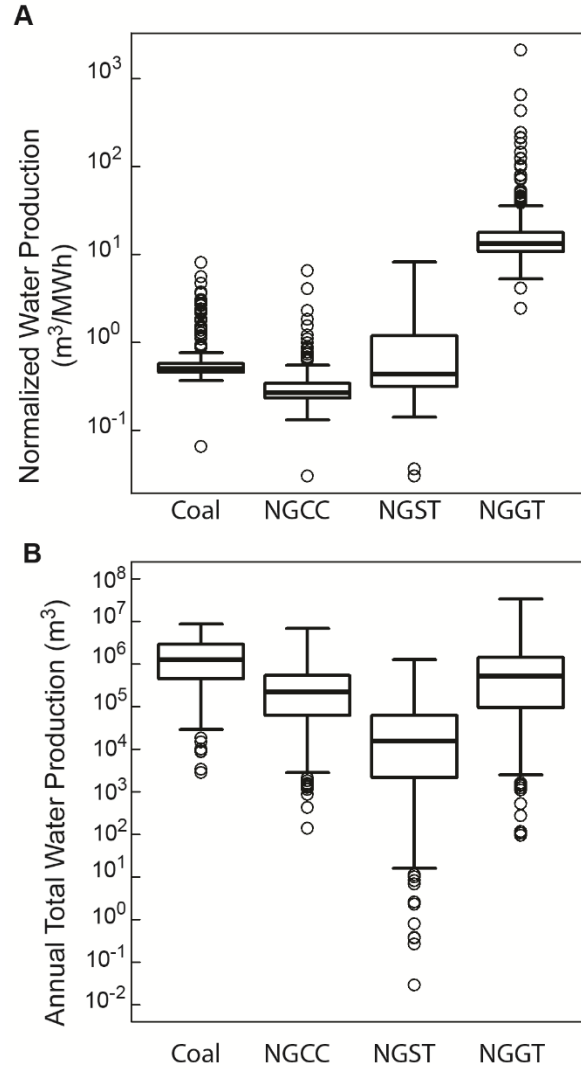 A
Normalized Water Production
(m³/MWh)
10³
10²
10¹
10⁰
10⁻¹
Coal NGCC NGST NGGT
B
Annual Total Water Production (m³)
10⁸
10⁷
10⁶
10⁵
10⁴
10³
10²
10¹
10⁰
10⁻¹
10⁻²
Coal NGCC NGST NGGT